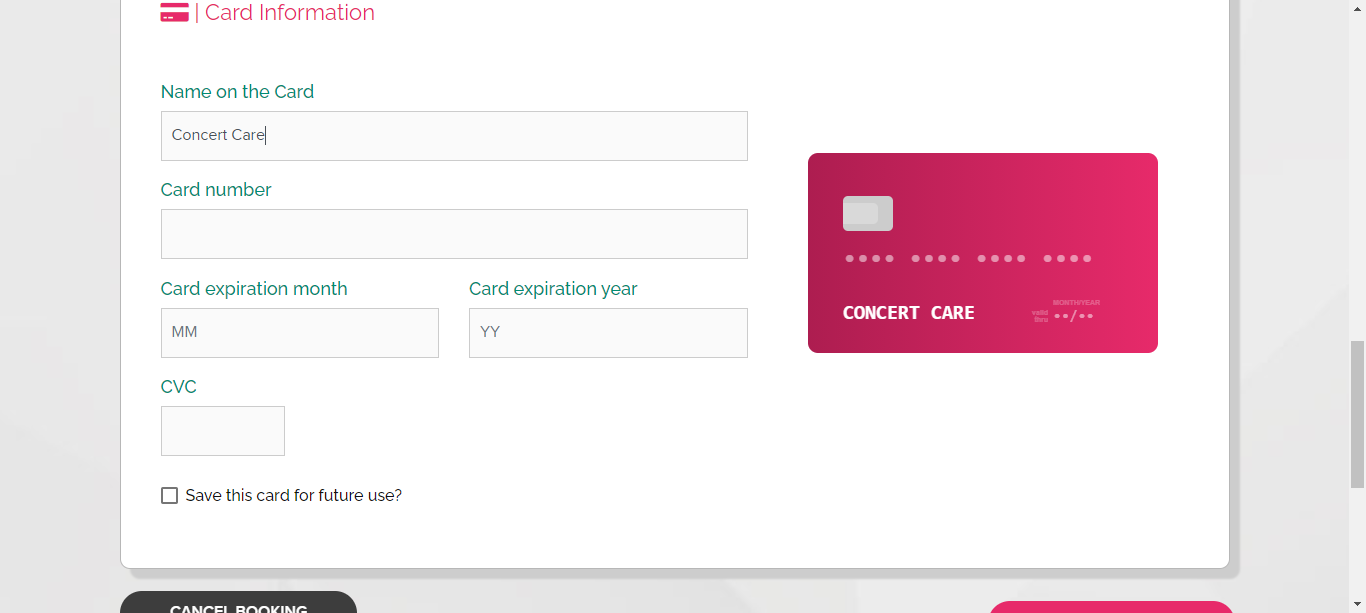 | Card Information
Name on the Card
Concert Care
Card number
Card expiration month Card expiration year
MM YY
CVC
Save this card for future use?
CANCEL BOOKING
MONTH/YEAR
valid
thru
••/••
CONCERT CARE